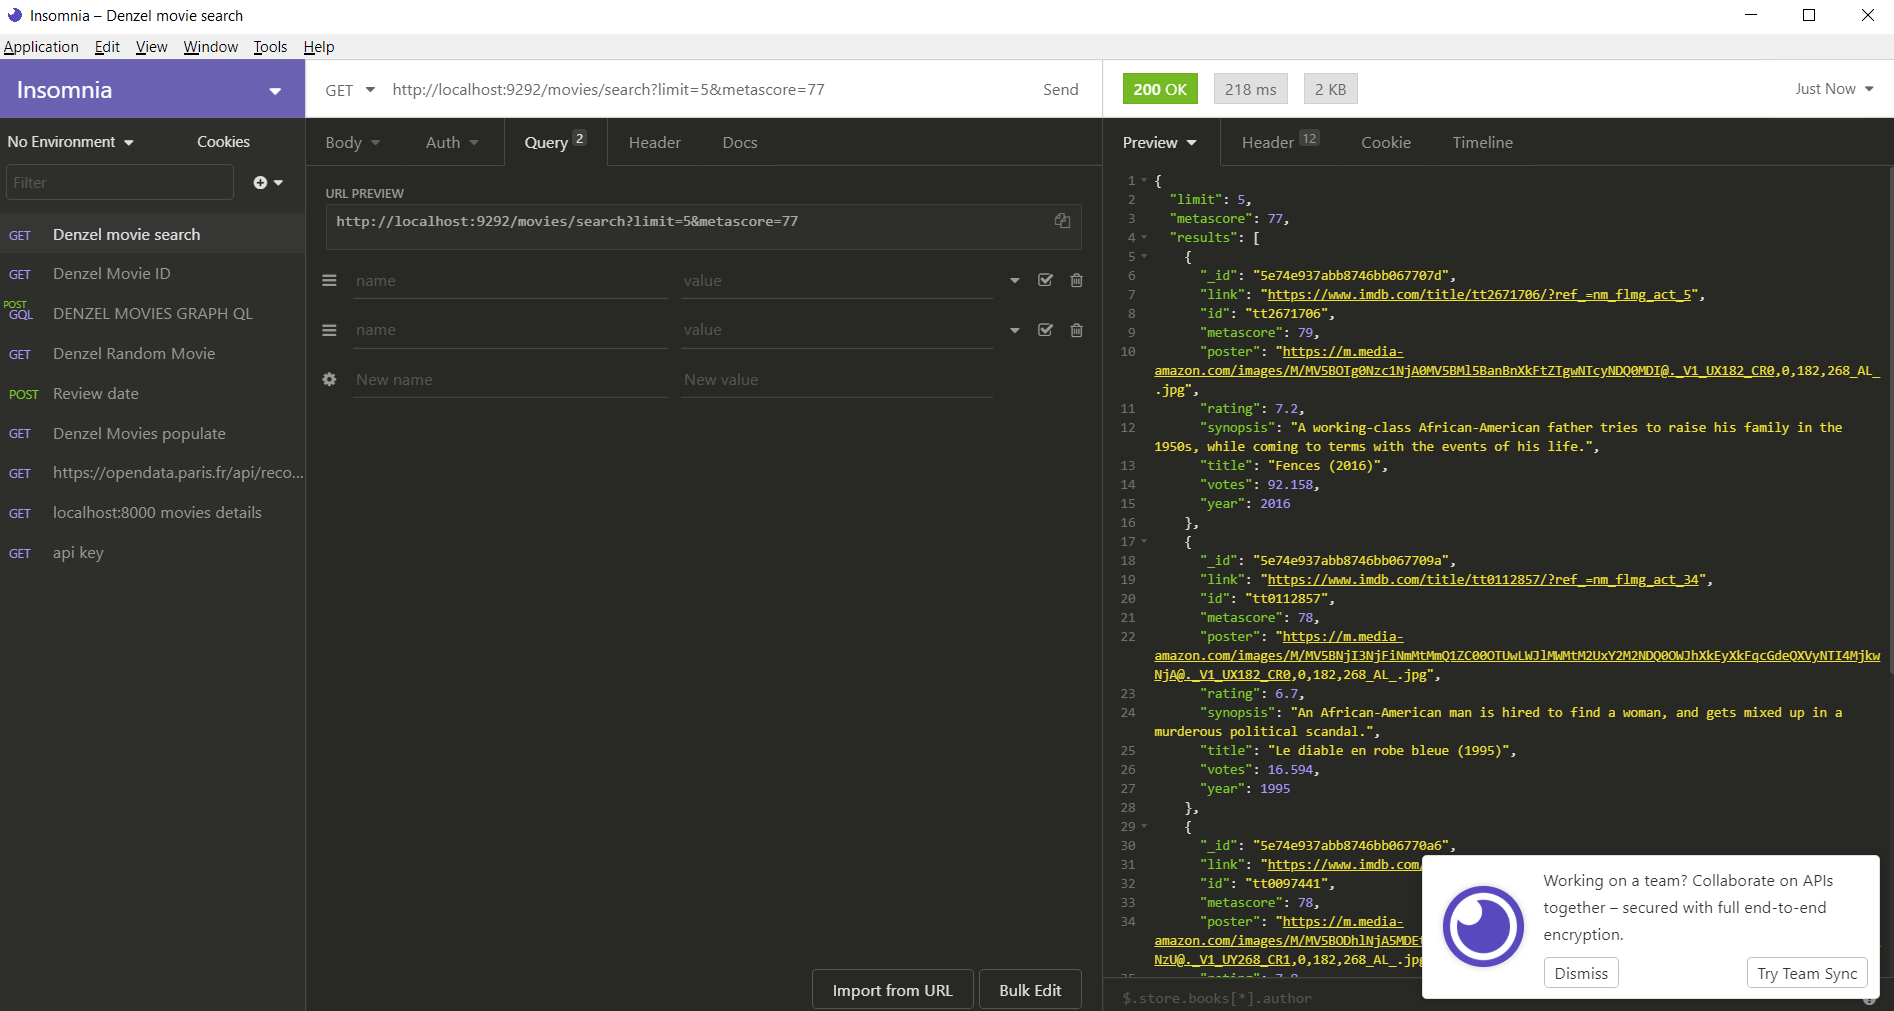 Insomnia – Denzel movie search
Application Edit View Window Tools Help
Insomnia
GET http://localhost:9292/movies/search?limit=5&metascore=77 Send
200 OK 218 ms 2 KB Just Now
No Environment Cookies
Filter
GET Denzel movie search
GET Denzel Movie ID
POST
GQL DENZEL MOVIES GRAPH QL
GET Denzel Random Movie
POST Review date
GET Denzel Movies populate
GET https://opendata.paris.fr/api/reco...
GET localhost:8000 movies details
GET api key
Body Auth Query 2 Header Docs
URL PREVIEW
http://localhost:9292/movies/search?limit=5&metascore=77
name value
name value
New name New value
Import from URL Bulk Edit
Preview Header 12 Cookie Timeline
1 {
2 "limit": 5,
3 "metascore": 77,
4 "results": [
5 {
6 "_id": "5e74e937abb8746bb067707d",
7 "link": "https://www.imdb.com/title/tt2671706/?ref_=nm_flmg_act_5",
8 "id": "tt2671706",
9 "metascore": 79,
10 "poster": "https://m.media-
amazon.com/images/M/MV5BOTg0Nzc1NjA0MV5BMl5BanBnXkFtZTgwNTcyNDQ0MDI@._V1_UX182_CR0,0,182,268_AL_
.jpg",
11 "rating": 7.2,
12 "synopsis": "A working-class African-American father tries to raise his family in the
1950s, while coming to terms with the events of his life.",
13 "title": "Fences (2016)",
14 "votes": 92.158,
15 "year": 2016
16 },
17 {
18 "_id": "5e74e937abb8746bb067709a",
19 "link": "https://www.imdb.com/title/tt0112857/?ref_=nm_flmg_act_34",
20 "id": "tt0112857",
21 "metascore": 78,
22 "poster": "https://m.media-
amazon.com/images/M/MV5BNjI3NjFiNmMtMmQ1ZC00OTUwLWJlMWMtM2UxY2M2NDQ0OWJhXkEyXkFqcGdeQXVyNTI4Mjkw
NjA@._V1_UX182_CR0,0,182,268_AL_.jpg",
23 "rating": 6.7,
24 "synopsis": "An African-American man is hired to find a woman, and gets mixed up in a
murderous political scandal.",
25 "title": "Le diable en robe bleue (1995)",
26 "votes": 16.594,
27 "year": 1995
28 },
29 {
30 "_id": "5e74e937abb8746bb06770a6",
31 "link": "https://www.imdb.com/
32 "id": "tt0097441",
33 "metascore": 78,
34 "poster": "https://m.media-
amazon.com/images/M/MV5BODhlNjA5MDEt
NzU@._V1_UY268_CR1,0,182,268_AL_.jpg
$.store.books[*].author
Working on a team? Collaborate on APIs
together – secured with full end-to-end
encryption.
Dismiss Try Team Sync